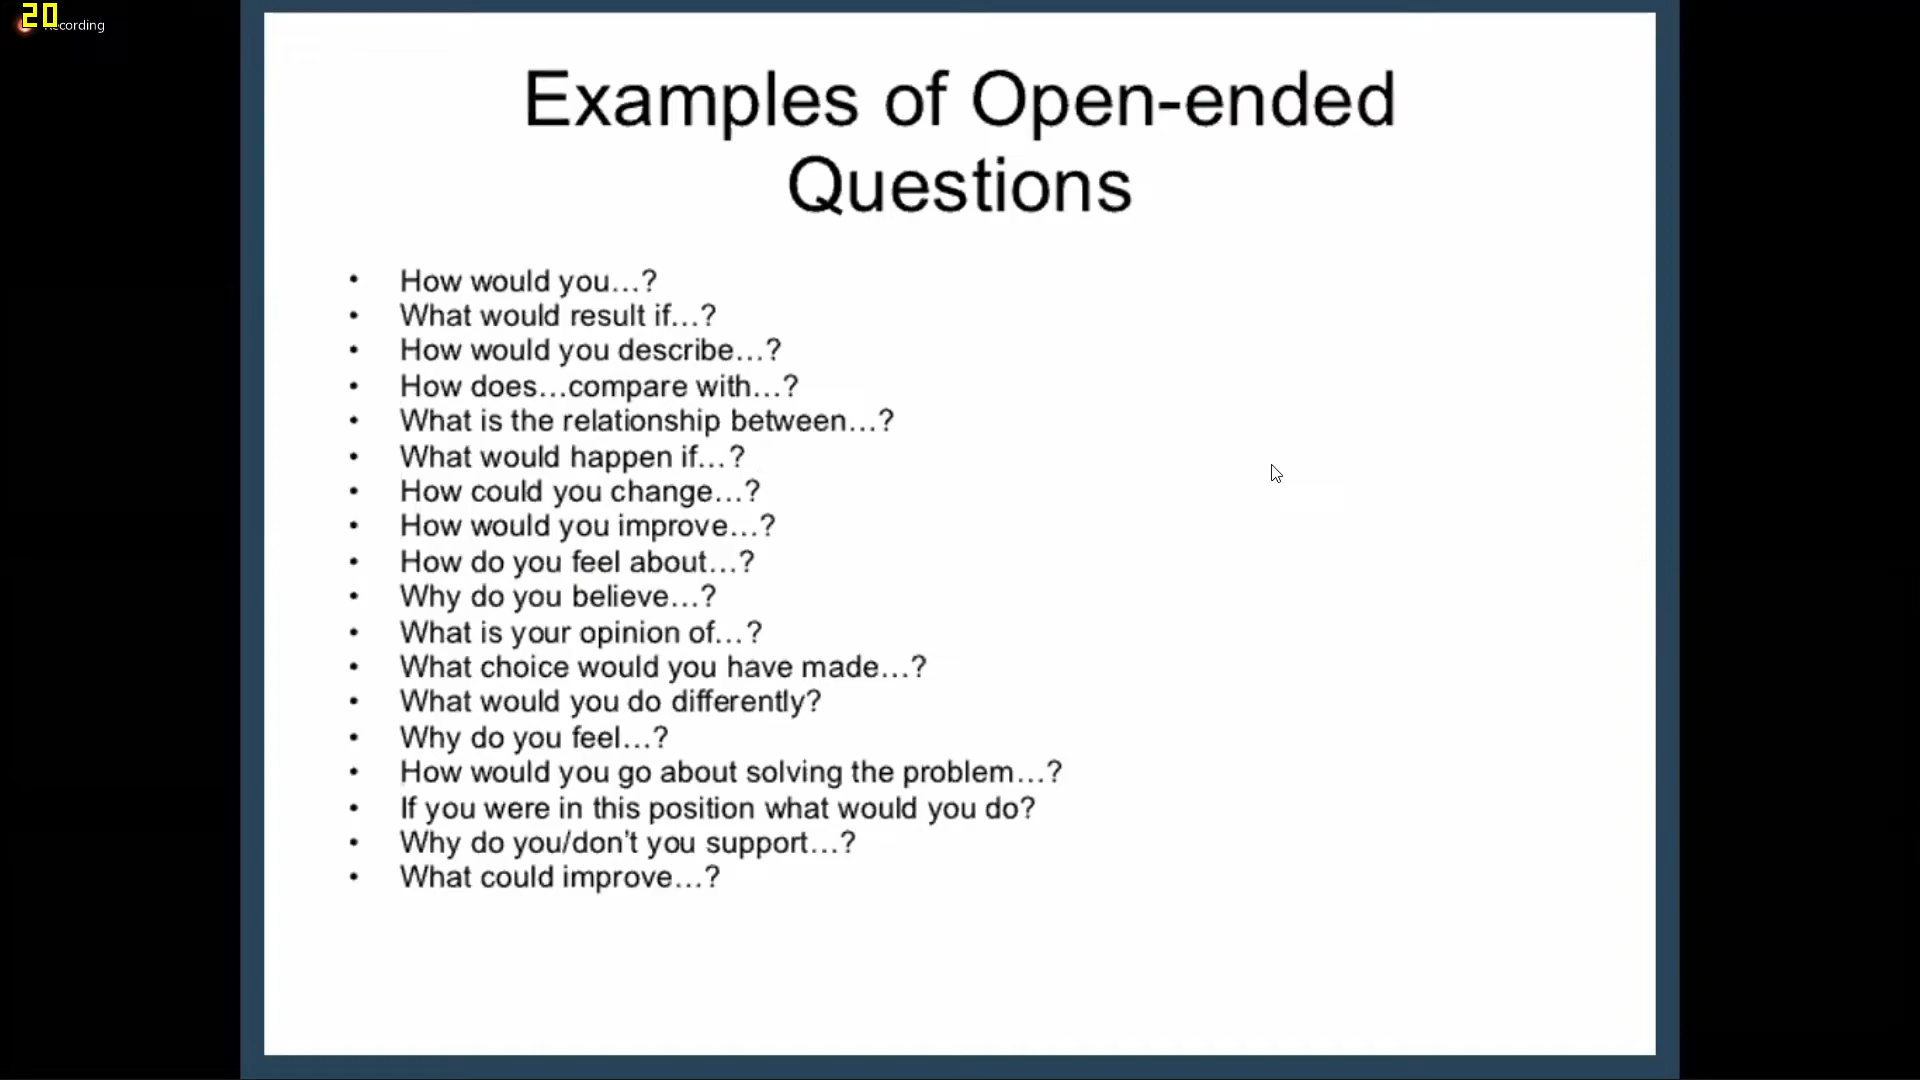 20
Recording
Examples of Open-ended
Questions
• How would you…?
• What would result if…?
• How would you describe…?
• How does…compare with…?
• What is the relationship between…?
• What would happen if…?
• How could you change…?
• How would you improve…?
• How do you feel about…?
• Why do you believe…?
• What is your opinion of…?
• What choice would you have made…?
• What would you do differently?
• Why do you feel…?
• How would you go about solving the problem…?
• If you were in this position what would you do?
• Why do you/don't you support…?
• What could improve…?